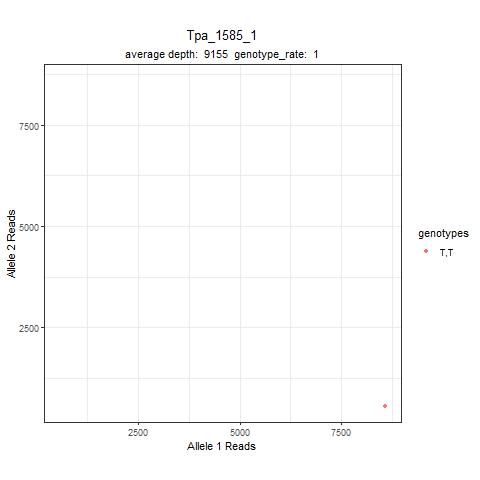 Tpa_1585_1
average depth: 9155 genotype_rate: 1
7500
5000
2500
Allele 2 Reads
2500 5000 7500
Allele 1 Reads
genotypes
T,T